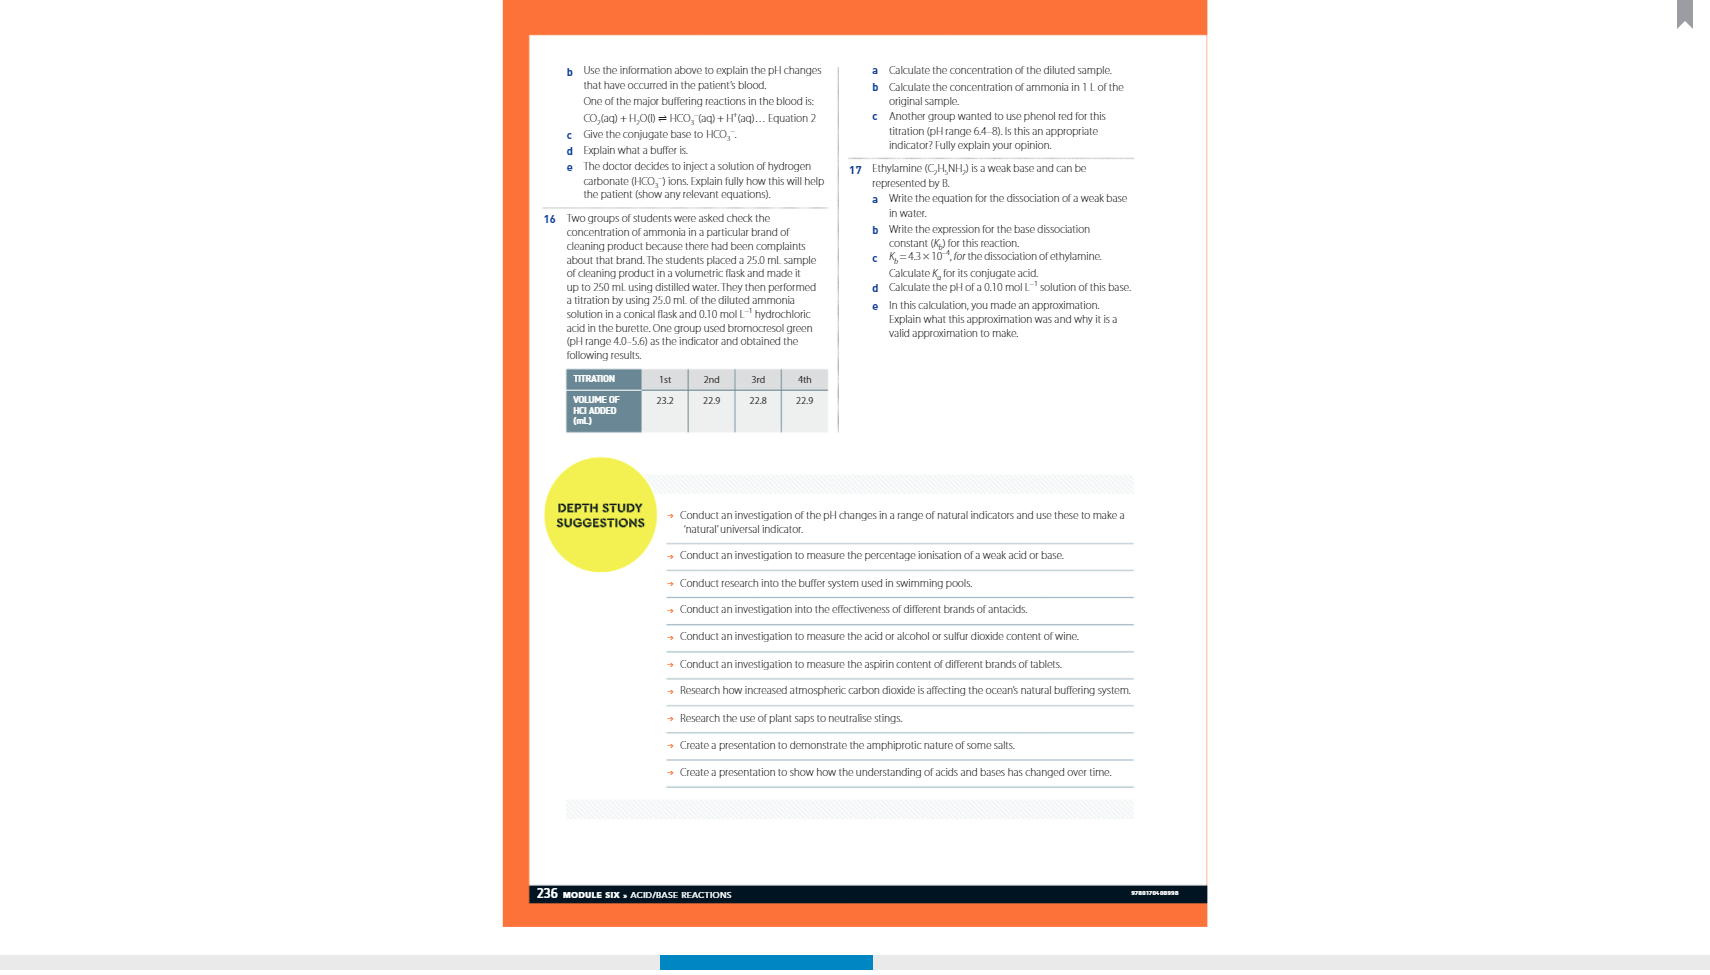 b Use the information above to explain the pH changes
that have occurred in the patient's blood.
One of the major buffering reactions in the blood is:
CO₂(aq) + H₂O(l) ⇌ HCO₃⁻(aq) + H⁺(aq)… Equation 2
c Give the conjugate base to HCO₃⁻.
d Explain what a buffer is.
e The doctor decides to inject a solution of hydrogen
carbonate (HCO₃⁻) ions. Explain fully how this will help
the patient (show any relevant equations).
16 Two groups of students were asked check the
concentration of ammonia in a particular brand of
cleaning product because there had been complaints
about that brand. The students placed a 25.0 mL sample
of cleaning product in a volumetric flask and made it
up to 250 mL using distilled water. They then performed
a titration by using 25.0 mL of the diluted ammonia
solution in a conical flask and 0.10 mol L⁻¹ hydrochloric
acid in the burette. One group used bromocresol green
(pH range 4.0–5.6) as the indicator and obtained the
following results.
TITRATION 1st 2nd 3rd 4th
VOLUME OF 23.2 22.9 22.8 22.9
HCl ADDED
(mL)
a Calculate the concentration of the diluted sample.
b Calculate the concentration of ammonia in 1 L of the
original sample.
c Another group wanted to use phenol red for this
titration (pH range 6.4–8). Is this an appropriate
indicator? Fully explain your opinion.
17 Ethylamine (C₂H₅NH₂) is a weak base and can be
represented by B.
a Write the equation for the dissociation of a weak base
in water.
b Write the expression for the base dissociation
constant (K_b) for this reaction.
c K_b = 4.3 × 10⁻⁴, for the dissociation of ethylamine.
Calculate Kₐ for its conjugate acid.
d Calculate the pH of a 0.10 mol L⁻¹ solution of this base.
e In this calculation, you made an approximation.
Explain what this approximation was and why it is a
valid approximation to make.
DEPTH STUDY
SUGGESTIONS
→ Conduct an investigation of the pH changes in a range of natural indicators and use these to make a
'natural' universal indicator.
→ Conduct an investigation to measure the percentage ionisation of a weak acid or base.
→ Conduct research into the buffer system used in swimming pools.
→ Conduct an investigation into the effectiveness of different brands of antacids.
→ Conduct an investigation to measure the acid or alcohol or sulfur dioxide content of wine.
→ Conduct an investigation to measure the aspirin content of different brands of tablets.
→ Research how increased atmospheric carbon dioxide is affecting the ocean's natural buffering system.
→ Research the use of plant saps to neutralise stings.
→ Create a presentation to demonstrate the amphiprotic nature of some salts.
→ Create a presentation to show how the understanding of acids and bases has changed over time.
236 MODULE SIX » ACID/BASE REACTIONS
9780170408998